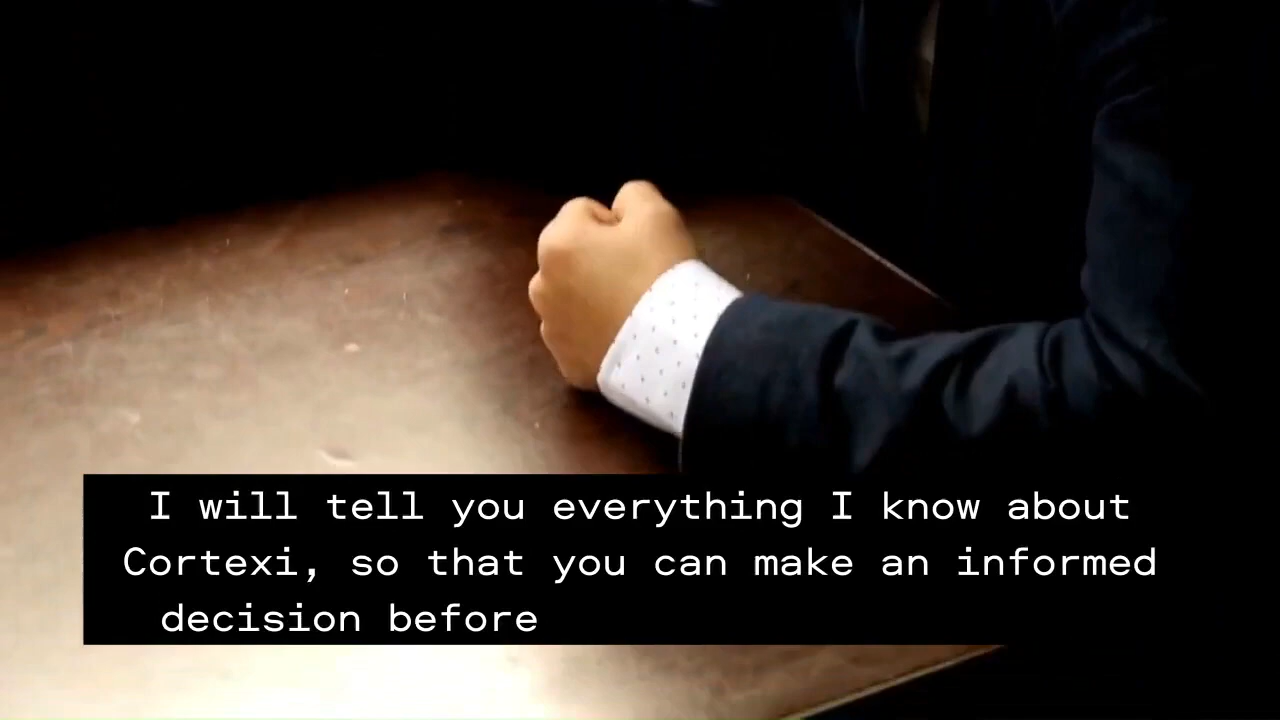 I will tell you everything I know about
Cortexi, so that you can make an informed
decision before